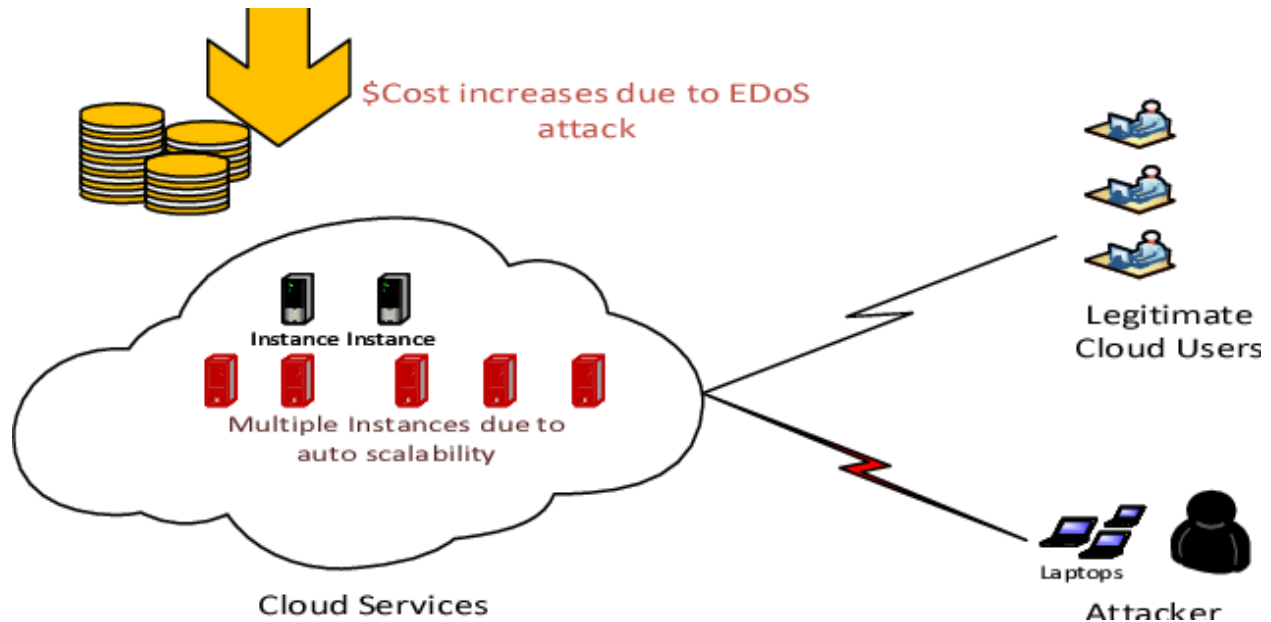 $Cost increases due to EDoS
attack
Instance Instance
Multiple Instances due to
auto scalability
Cloud Services
Legitimate
Cloud Users
Laptops
Attacker